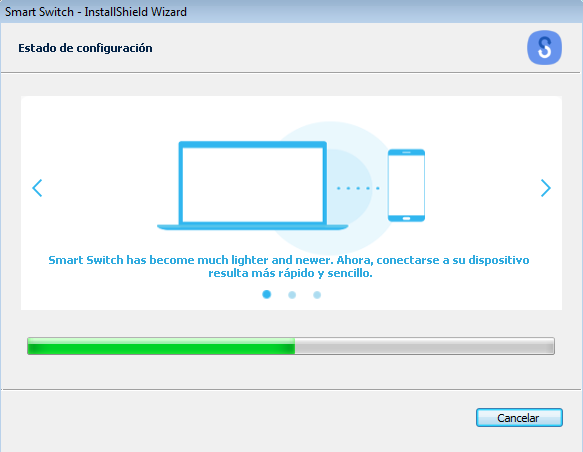 Smart Switch - InstallShield Wizard
Estado de configuración
Smart Switch has become much lighter and newer. Ahora, conectarse a su dispositivo
resulta más rápido y sencillo.
Cancelar